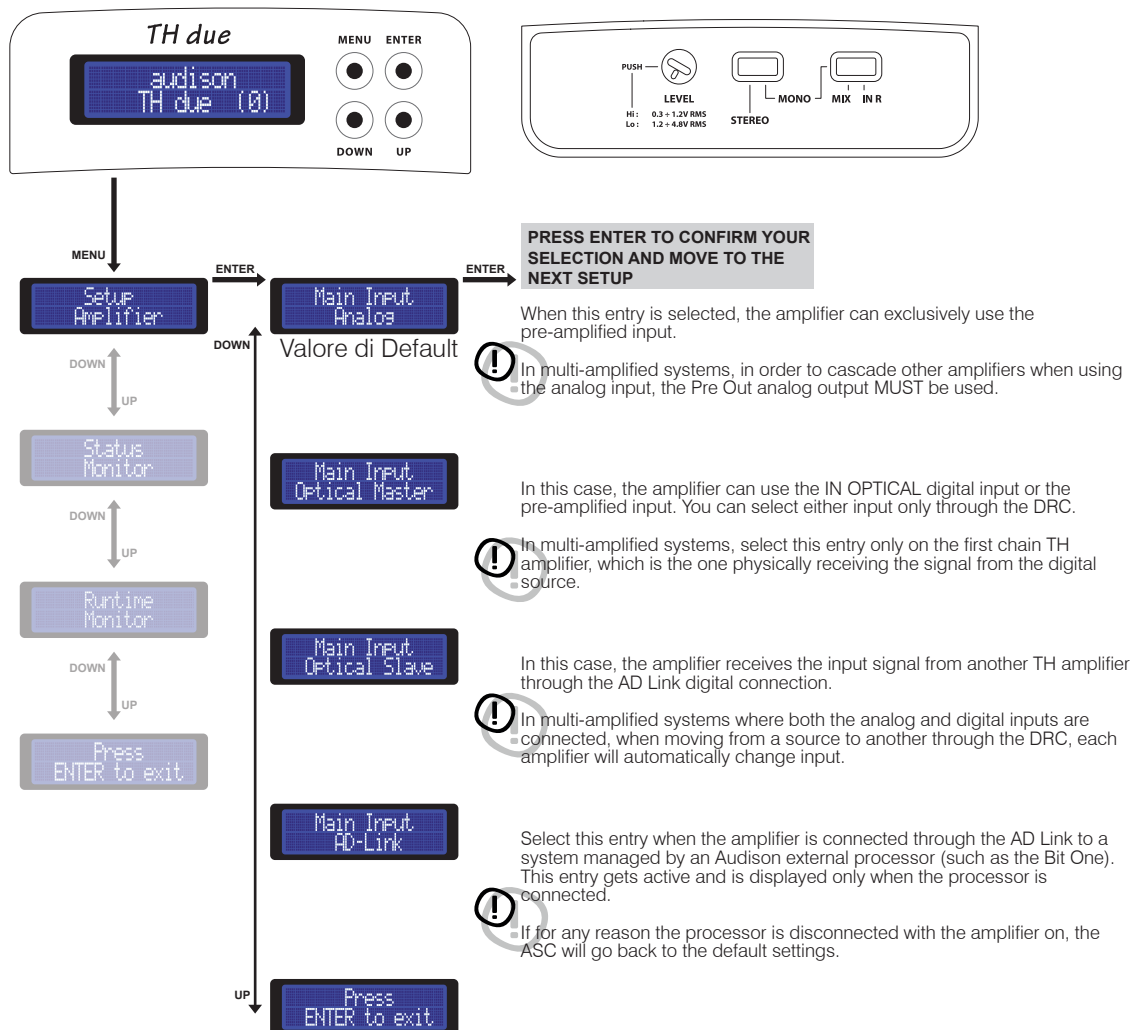 TH due
MENU ENTER
audison
TH due (0)
DOWN UP
PUSH
LEVEL
Hi : 0.3 ÷ 1.2V RMS
Lo : 1.2 ÷ 4.8V RMS
STEREO
MONO
MIX IN R
MENU
ENTER
ENTER
PRESS ENTER TO CONFIRM YOUR
SELECTION AND MOVE TO THE
NEXT SETUP
Setup
Amplifier
DOWN
UP
Status
Monitor
DOWN
UP
Runtime
Monitor
DOWN
UP
Press
ENTER to exit
Main Input
Analog
DOWN
Valore di Default
When this entry is selected, the amplifier can exclusively use the
pre-amplified input.
!
In multi-amplified systems, in order to cascade other amplifiers when using
the analog input, the Pre Out analog output MUST be used.
Main Input
Optical Master
In this case, the amplifier can use the IN OPTICAL digital input or the
pre-amplified input. You can select either input only through the DRC.
!
In multi-amplified systems, select this entry only on the first chain TH
amplifier, which is the one physically receiving the signal from the digital
source.
Main Input
Optical Slave
In this case, the amplifier receives the input signal from another TH amplifier
through the AD Link digital connection.
!
In multi-amplified systems where both the analog and digital inputs are
connected, when moving from a source to another through the DRC, each
amplifier will automatically change input.
Main Input
AD-Link
Select this entry when the amplifier is connected through the AD Link to a
system managed by an Audison external processor (such as the Bit One).
This entry gets active and is displayed only when the processor is
connected.
!
If for any reason the processor is disconnected with the amplifier on, the
ASC will go back to the default settings.
UP
Press
ENTER to exit